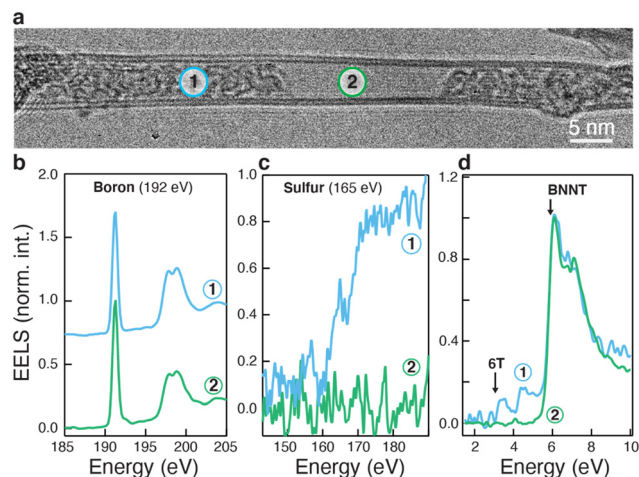 a
1
2
5 nm
b
c
d
Boron (192 eV)
Sulfur (165 eV)
BNNT
6T
1
2
1
2
1
2
EELS (norm. int.)
0.0
0.5
1.0
1.5
2.0
185
190
195
200
205
Energy (eV)
0.0
0.2
0.4
0.6
0.8
1.0
150
160
170
180
Energy (eV)
0.0
0.4
0.8
1.2
2
4
6
8
10
Energy (eV)